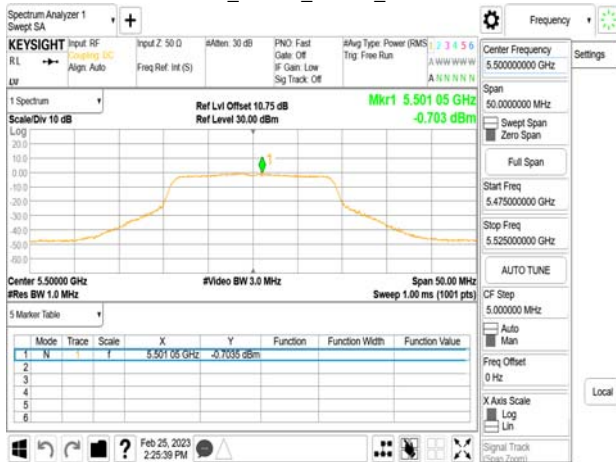 Spectrum Analyzer 1
Swept SA
+
Frequency
KEYSIGHT
RL
Input: RF
Coupling: DC
Align: Auto
Input Z: 50 Ω
Freq Ref: Int (S)
#Atten: 30 dB
PNO: Fast
Gate: Off
IF Gain: Low
Sig Track: Off
#Avg Type: Power (RMS
Trig: Free Run
1 2 3 4 5 6
A WWWWW
A N N N N N
1 Spectrum
Scale/Div 10 dB
Log
Ref Lvl Offset 10.75 dB
Ref Level 30.00 dBm
Mkr1 5.501 05 GHz
-0.703 dBm
20.0
10.0
0.00
-10.0
-20.0
-30.0
-40.0
-50.0
-60.0
1
Center 5.50000 GHz
#Res BW 1.0 MHz
#Video BW 3.0 MHz
Span 50.00 MHz
Sweep 1.00 ms (1001 pts)
5 Marker Table
Mode Trace Scale X Y Function Function Width Function Value
1 N 1 f 5.501 05 GHz -0.7035 dBm
2
3
4
5
6
Feb 25, 2023
2:25:39 PM
Center Frequency
5.500000000 GHz
Settings
Span
50.0000000 MHz
Swept Span
Zero Span
Full Span
Start Freq
5.475000000 GHz
Stop Freq
5.525000000 GHz
AUTO TUNE
CF Step
5.000000 MHz
Auto
Man
Freq Offset
0 Hz
X Axis Scale
Log
Lin
Local
Signal Track
(Span Zoom)